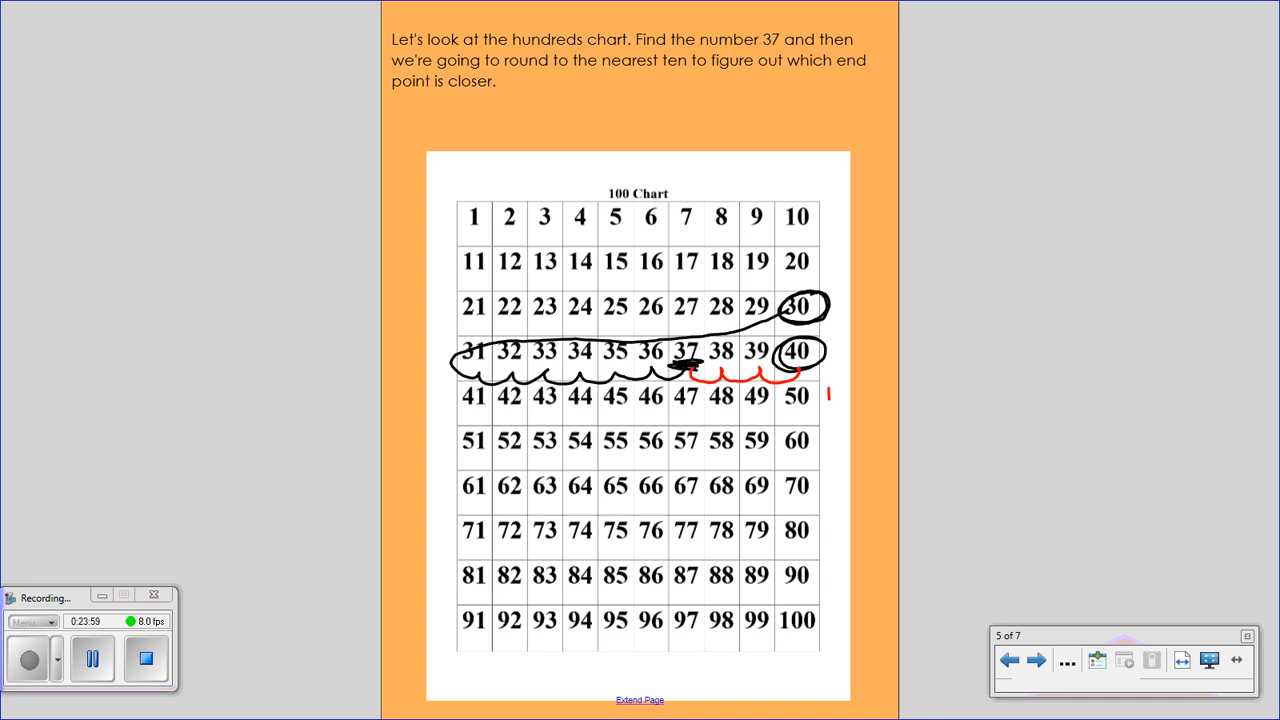 Let's look at the hundreds chart. Find the number 37 and then
we're going to round to the nearest ten to figure out which end
point is closer.
100 Chart
1 2 3 4 5 6 7 8 9 10
11 12 13 14 15 16 17 18 19 20
21 22 23 24 25 26 27 28 29 30
31 32 33 34 35 36 37 38 39 40
41 42 43 44 45 46 47 48 49 50
51 52 53 54 55 56 57 58 59 60
61 62 63 64 65 66 67 68 69 70
71 72 73 74 75 76 77 78 79 80
81 82 83 84 85 86 87 88 89 90
91 92 93 94 95 96 97 98 99 100
Extend Page
Recording...
Menu
0:23:59 8.0 fps
5 of 7